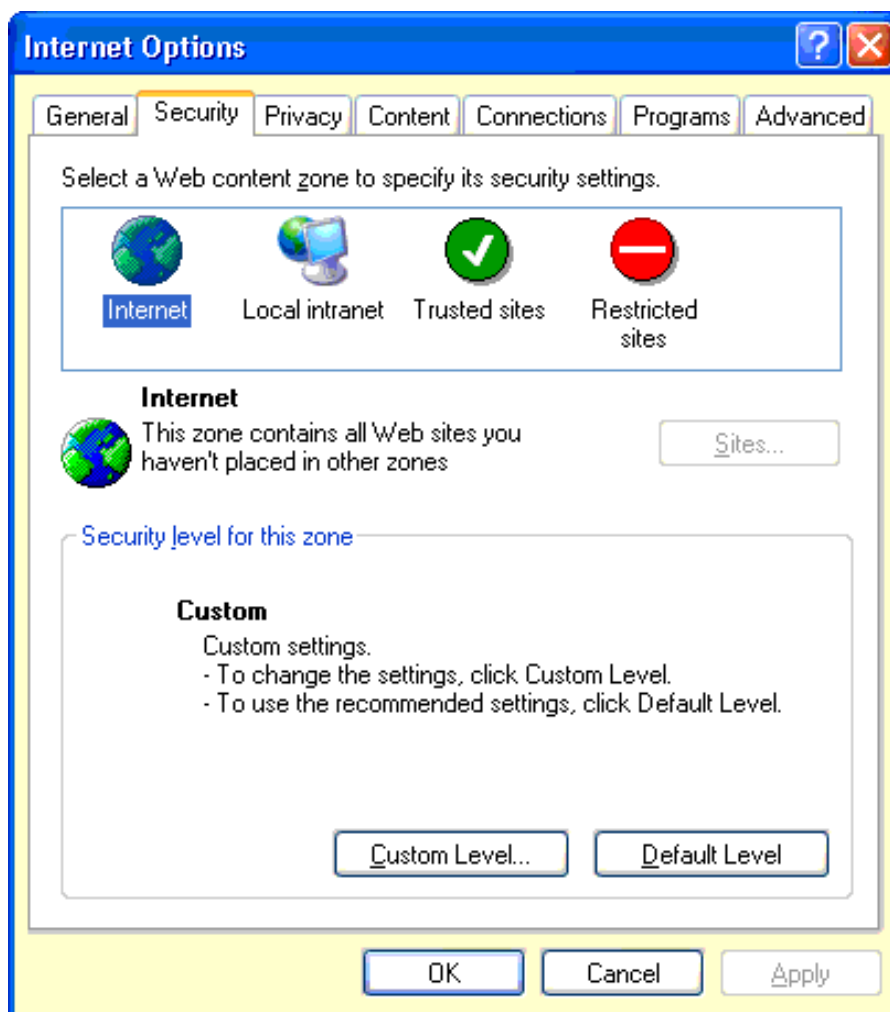 Internet Options
?
General Security Privacy Content Connections Programs Advanced
Select a Web content zone to specify its security settings.
Internet Local intranet Trusted sites Restricted
sites
Internet
This zone contains all Web sites you
haven't placed in other zones
Sites...
Security level for this zone
Custom
Custom settings.
- To change the settings, click Custom Level.
- To use the recommended settings, click Default Level.
Custom Level... Default Level
OK Cancel Apply